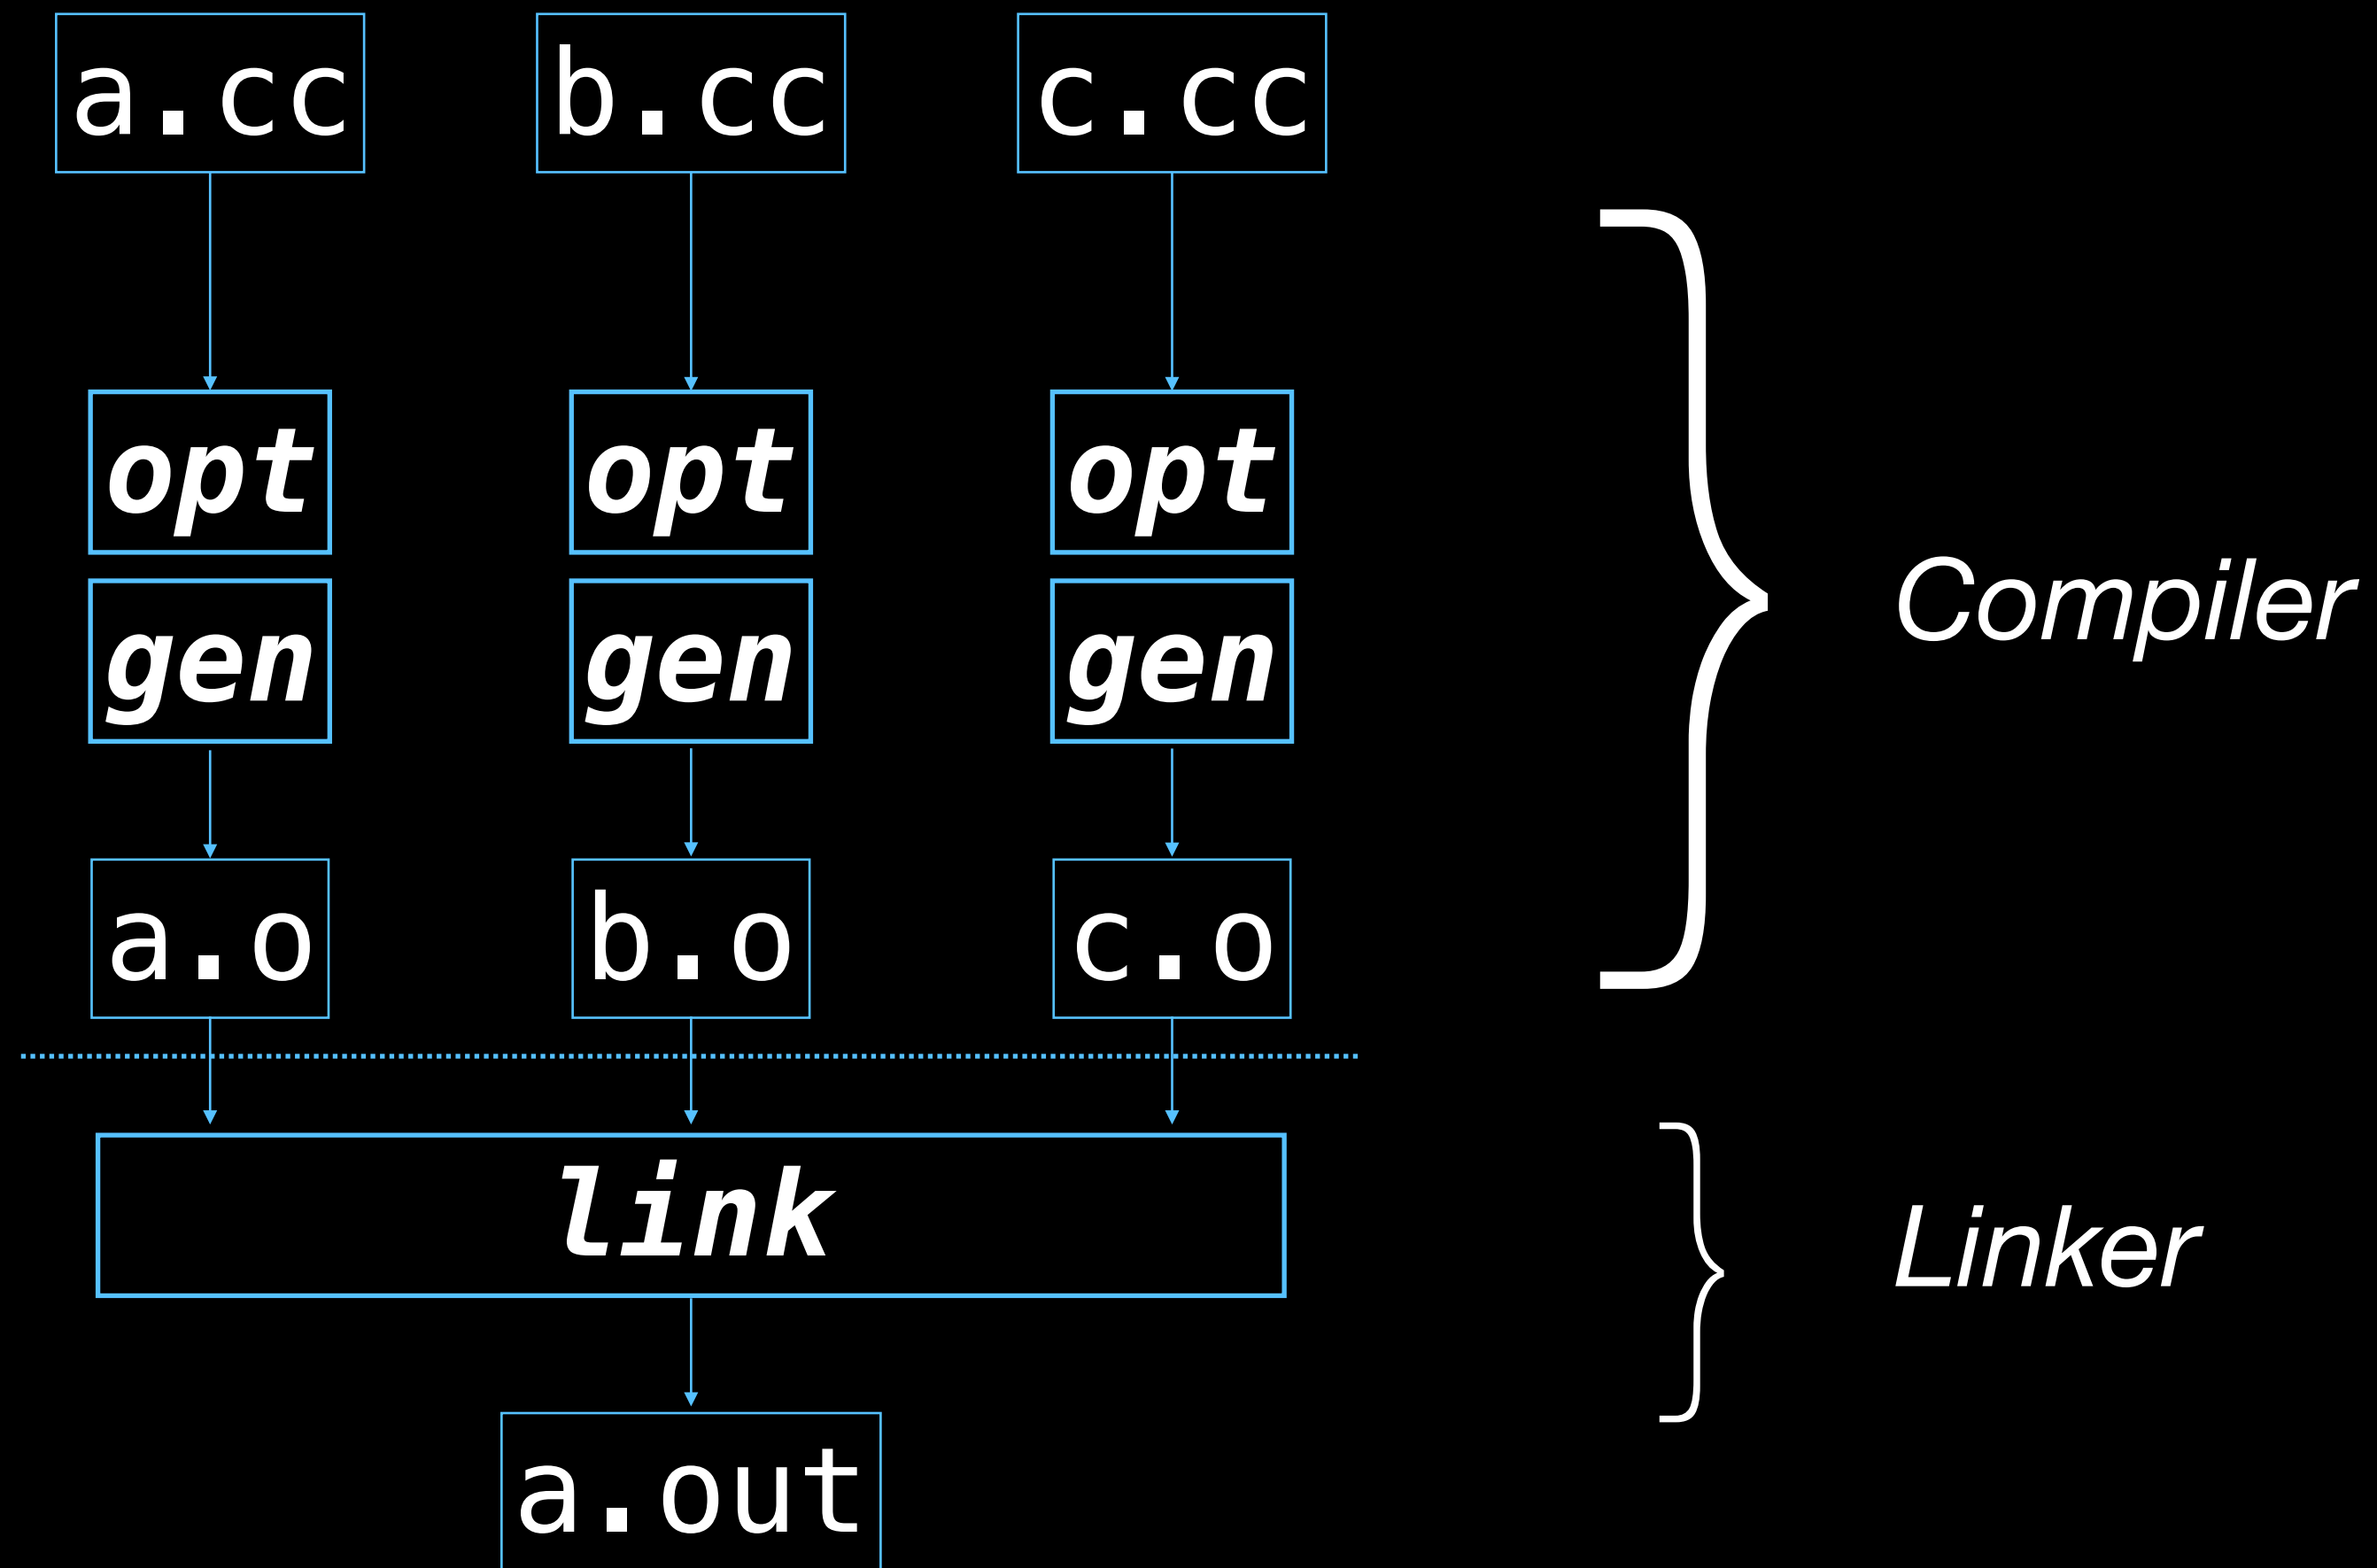 a.cc b.cc c.cc
opt opt opt
gen gen gen
Compiler
a.o b.o c.o
link
Linker
a.out